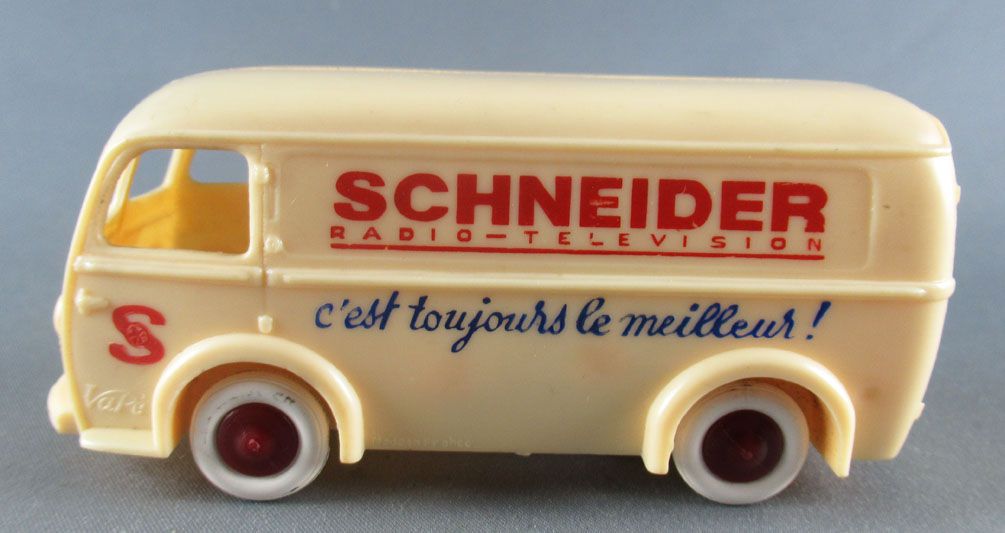 SCHNEIDER
RADIO-TELEVISION
c'est toujours le meilleur !
S
VaPé